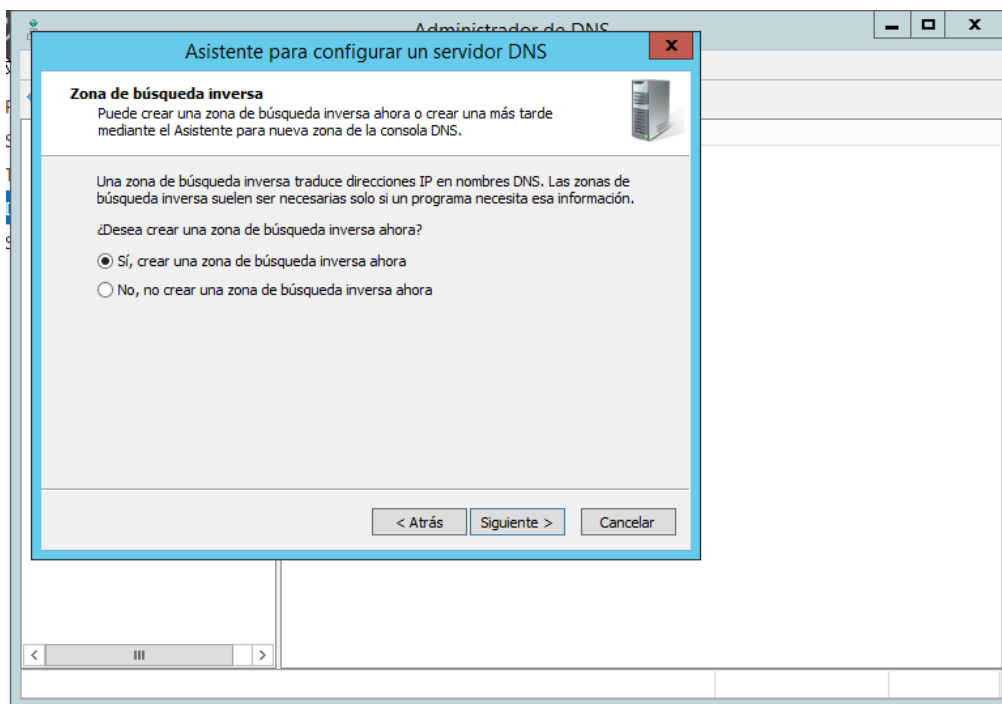 Administrador de DNS
Asistente para configurar un servidor DNS
Zona de búsqueda inversa
Puede crear una zona de búsqueda inversa ahora o crear una más tarde
mediante el Asistente para nueva zona de la consola DNS.
Una zona de búsqueda inversa traduce direcciones IP en nombres DNS. Las zonas de
búsqueda inversa suelen ser necesarias solo si un programa necesita esa información.
¿Desea crear una zona de búsqueda inversa ahora?
Sí, crear una zona de búsqueda inversa ahora
No, no crear una zona de búsqueda inversa ahora
< Atrás
Siguiente >
Cancelar